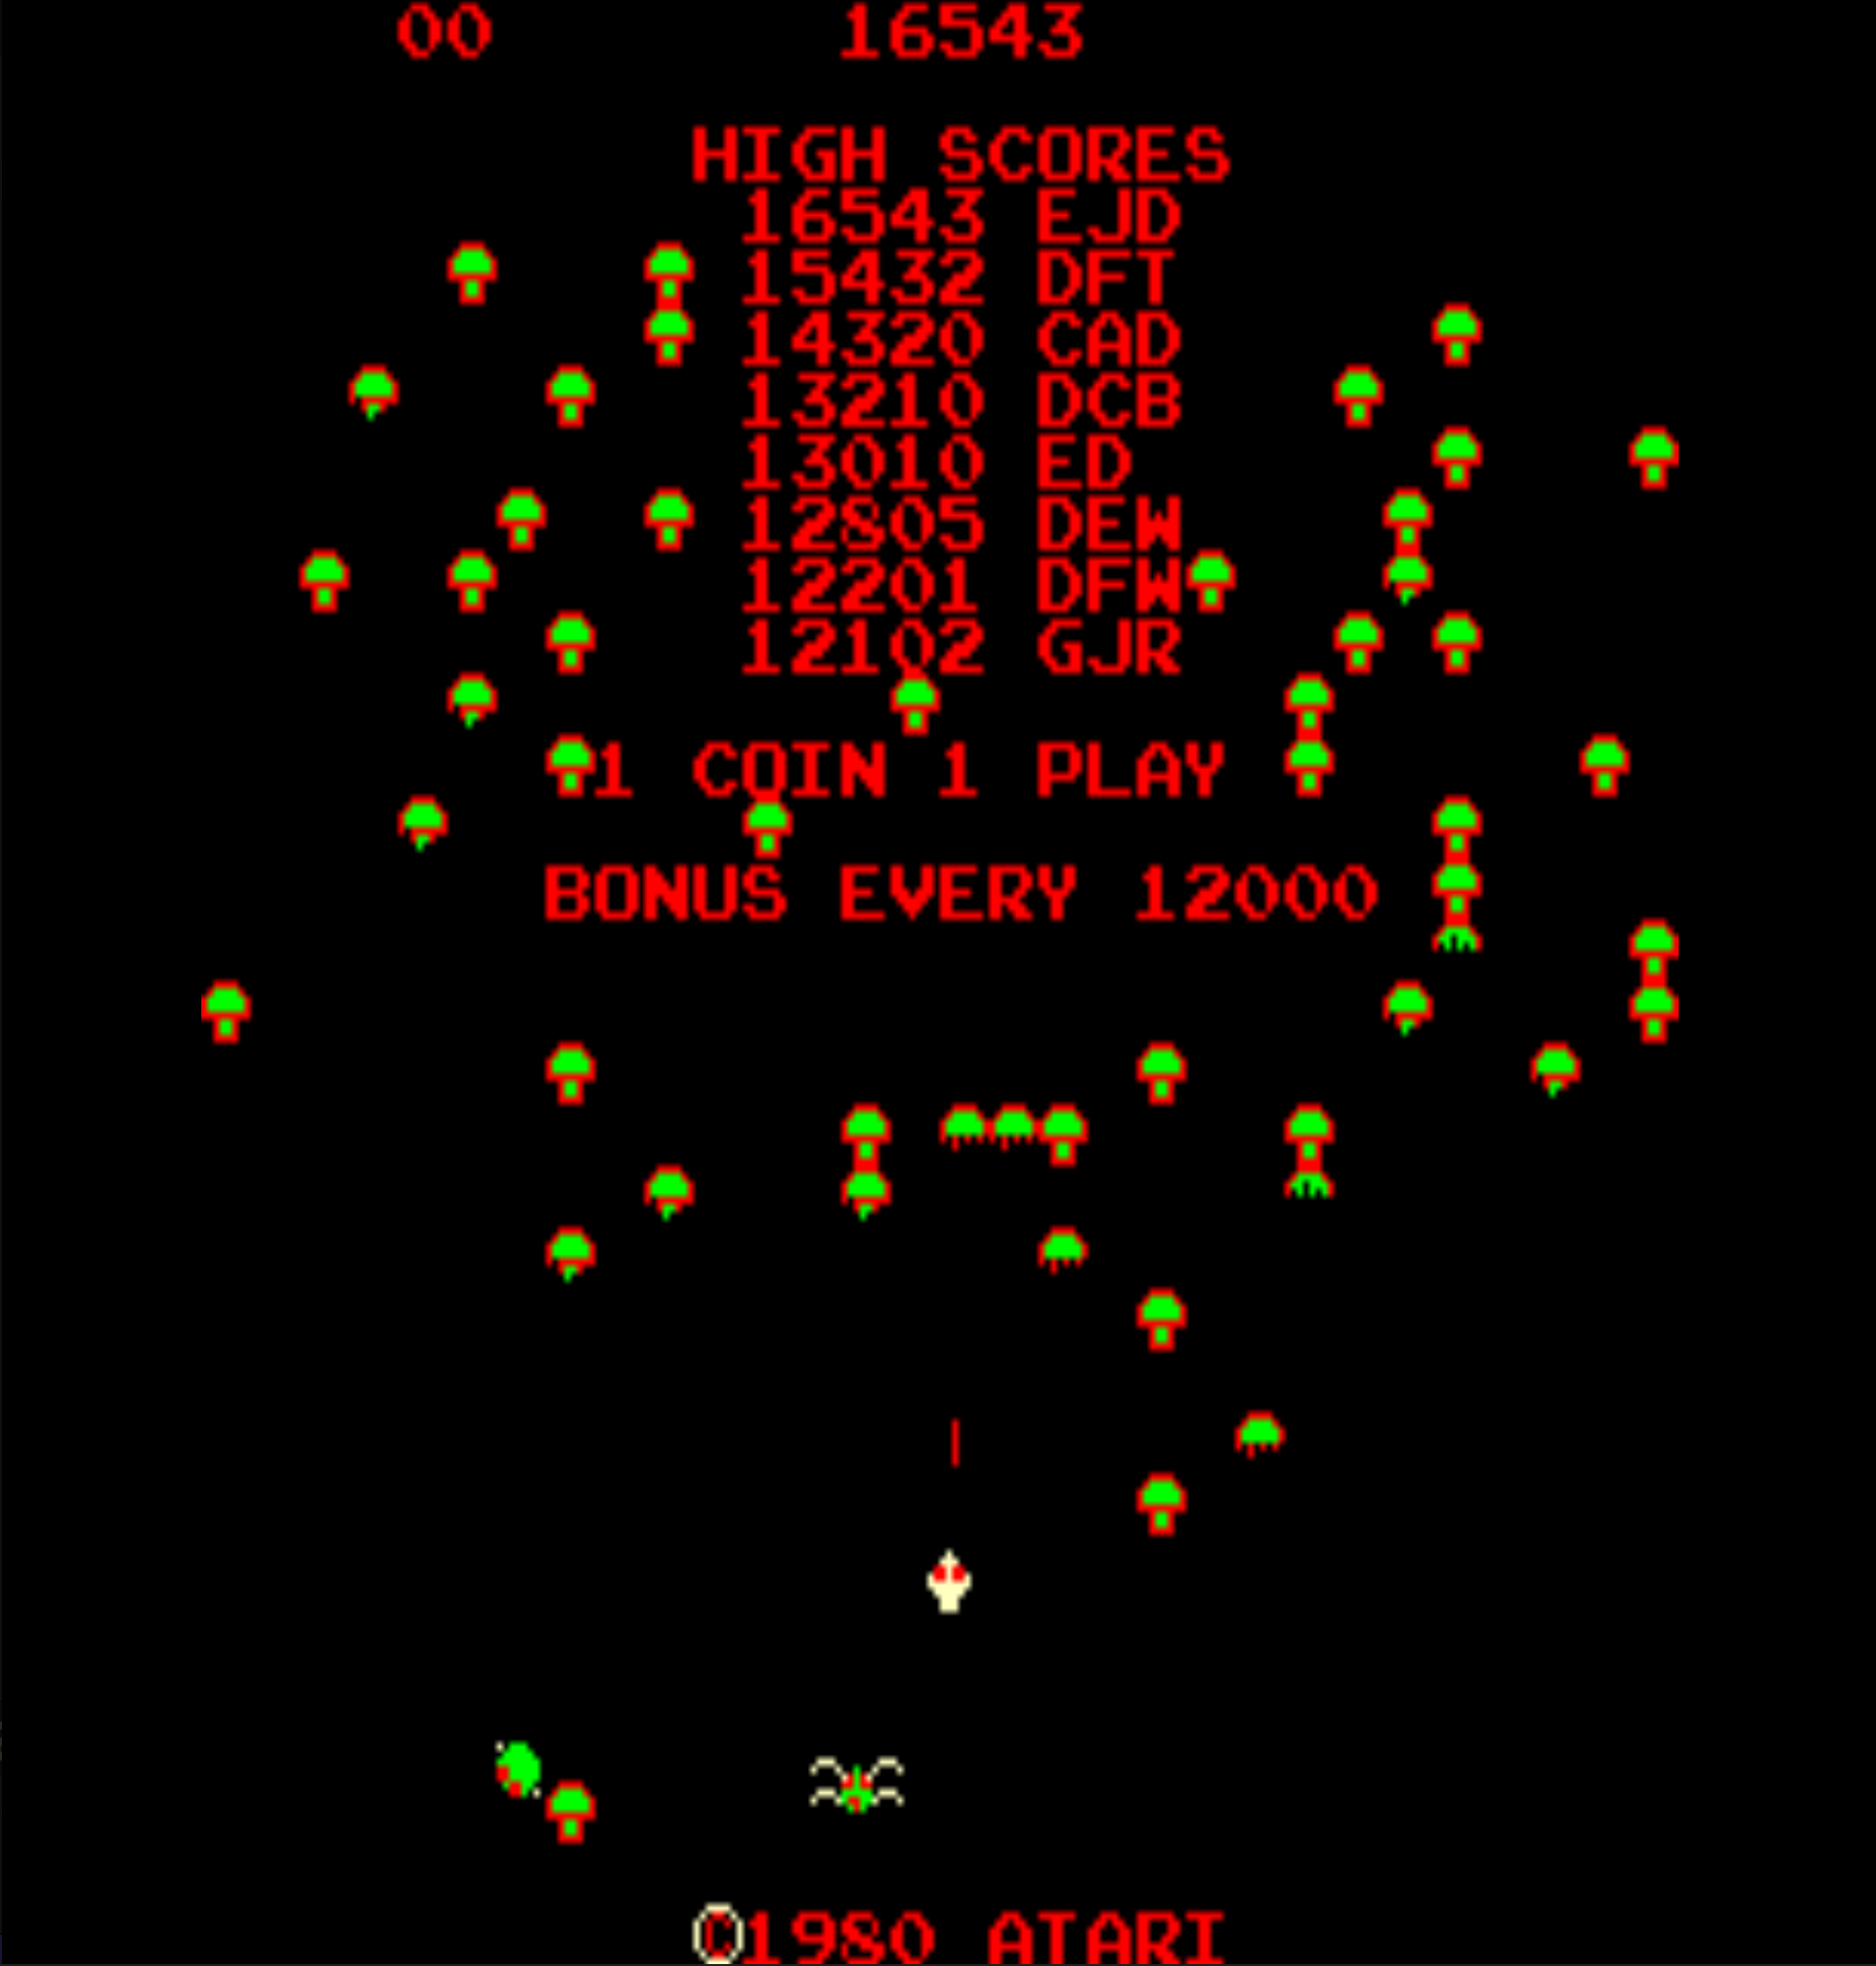 00 16543
HIGH SCORES
16543 EJD
15432 DFT
14320 CAD
13210 DCB
13010 ED
12805 DEW
12201 DFW
12102 GJR
1 COIN 1 PLAY
BONUS EVERY 12000
©1980 ATARI